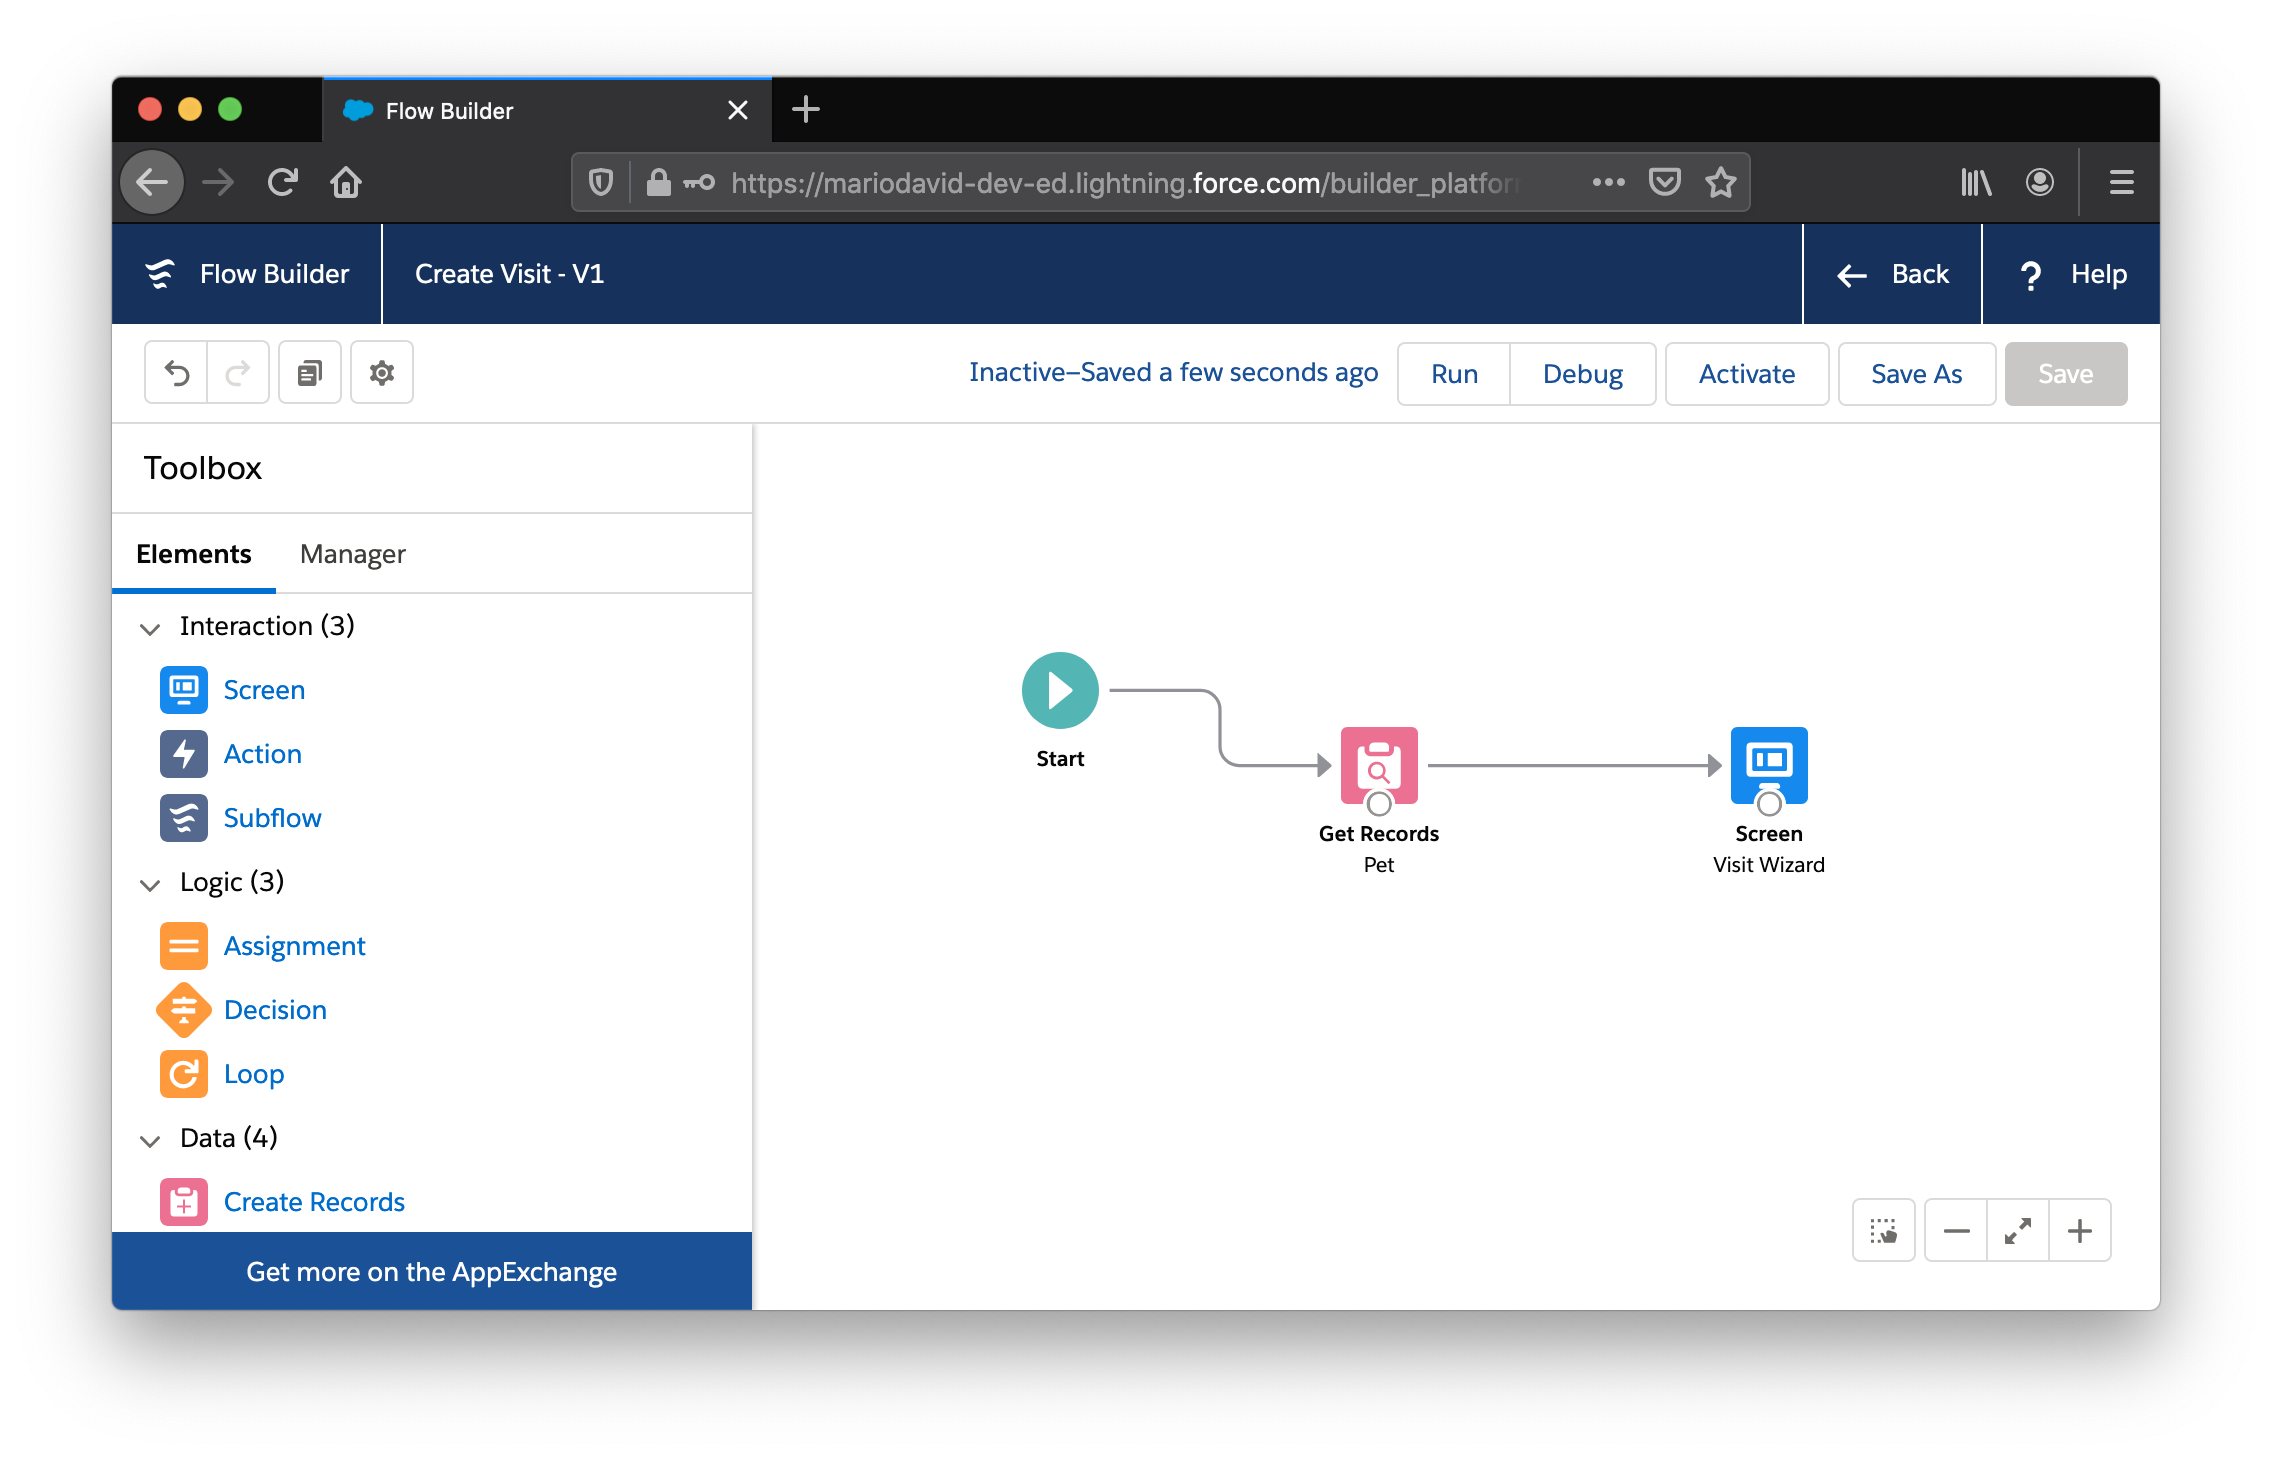 Flow Builder
https://mariodavid-dev-ed.lightning.force.com/builder_platfor
Flow Builder
Create Visit - V1
Back
? Help
Inactive–Saved a few seconds ago
Run
Debug
Activate
Save As
Save
Toolbox
Elements
Manager
Interaction (3)
Screen
Action
Subflow
Logic (3)
Assignment
Decision
Loop
Data (4)
Create Records
Get more on the AppExchange
Start
Get Records
Pet
Screen
Visit Wizard